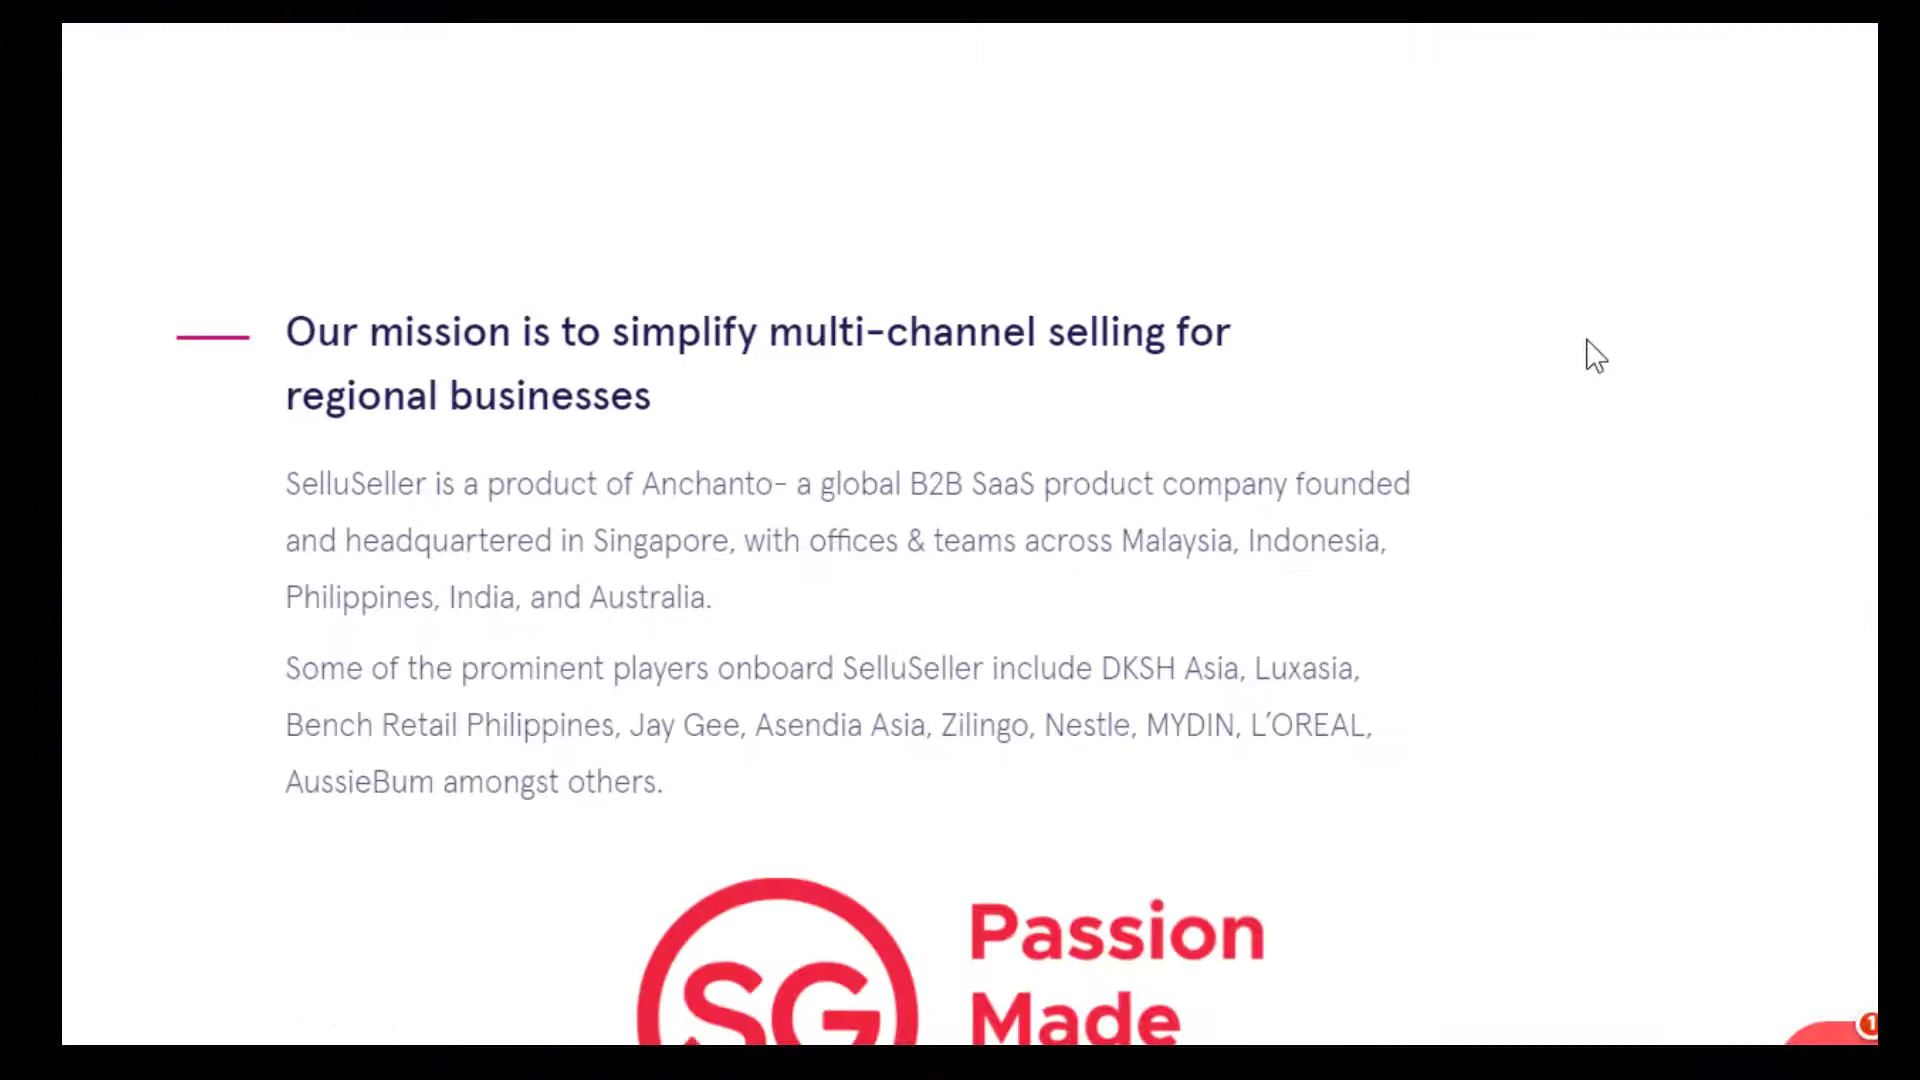 Our mission is to simplify multi-channel selling for
regional businesses
SelluSeller is a product of Anchanto- a global B2B SaaS product company founded
and headquartered in Singapore, with offices & teams across Malaysia, Indonesia,
Philippines, India, and Australia.
Some of the prominent players onboard SelluSeller include DKSH Asia, Luxasia,
Bench Retail Philippines, Jay Gee, Asendia Asia, Zilingo, Nestle, MYDIN, L’OREAL,
AussieBum amongst others.
SG
Passion
Made
1